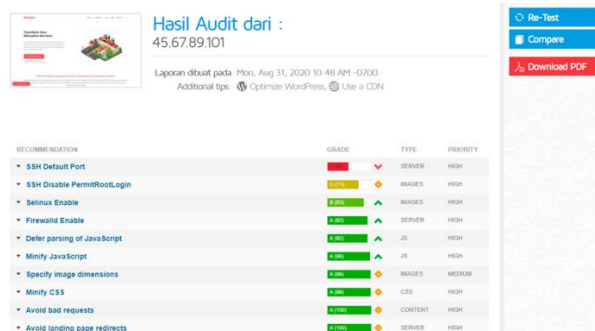 Hasil Audit dari :
45.67.89.101
Laporan dibuat pada Mon, Aug 31, 2020 10:48 AM -0700
Additional tips: Optimize WordPress, Use a CDN
Re-Test
Compare
Download PDF
RECOMMENDATION GRADE TYPE PRIORITY
SSH Default Port SERVER HIGH
SSH Disable PermitRootLogin C (71) IMAGES HIGH
Selinux Enable B (83) IMAGES HIGH
Firewalld Enable A (92) SERVER HIGH
Defer parsing of JavaScript A (92) JS HIGH
Minify JavaScript JS HIGH
Specify image dimensions IMAGES MEDIUM
Minify CSS CSS HIGH
Avoid bad requests A (100) CONTENT HIGH
Avoid landing page redirects A (100) SERVER HIGH